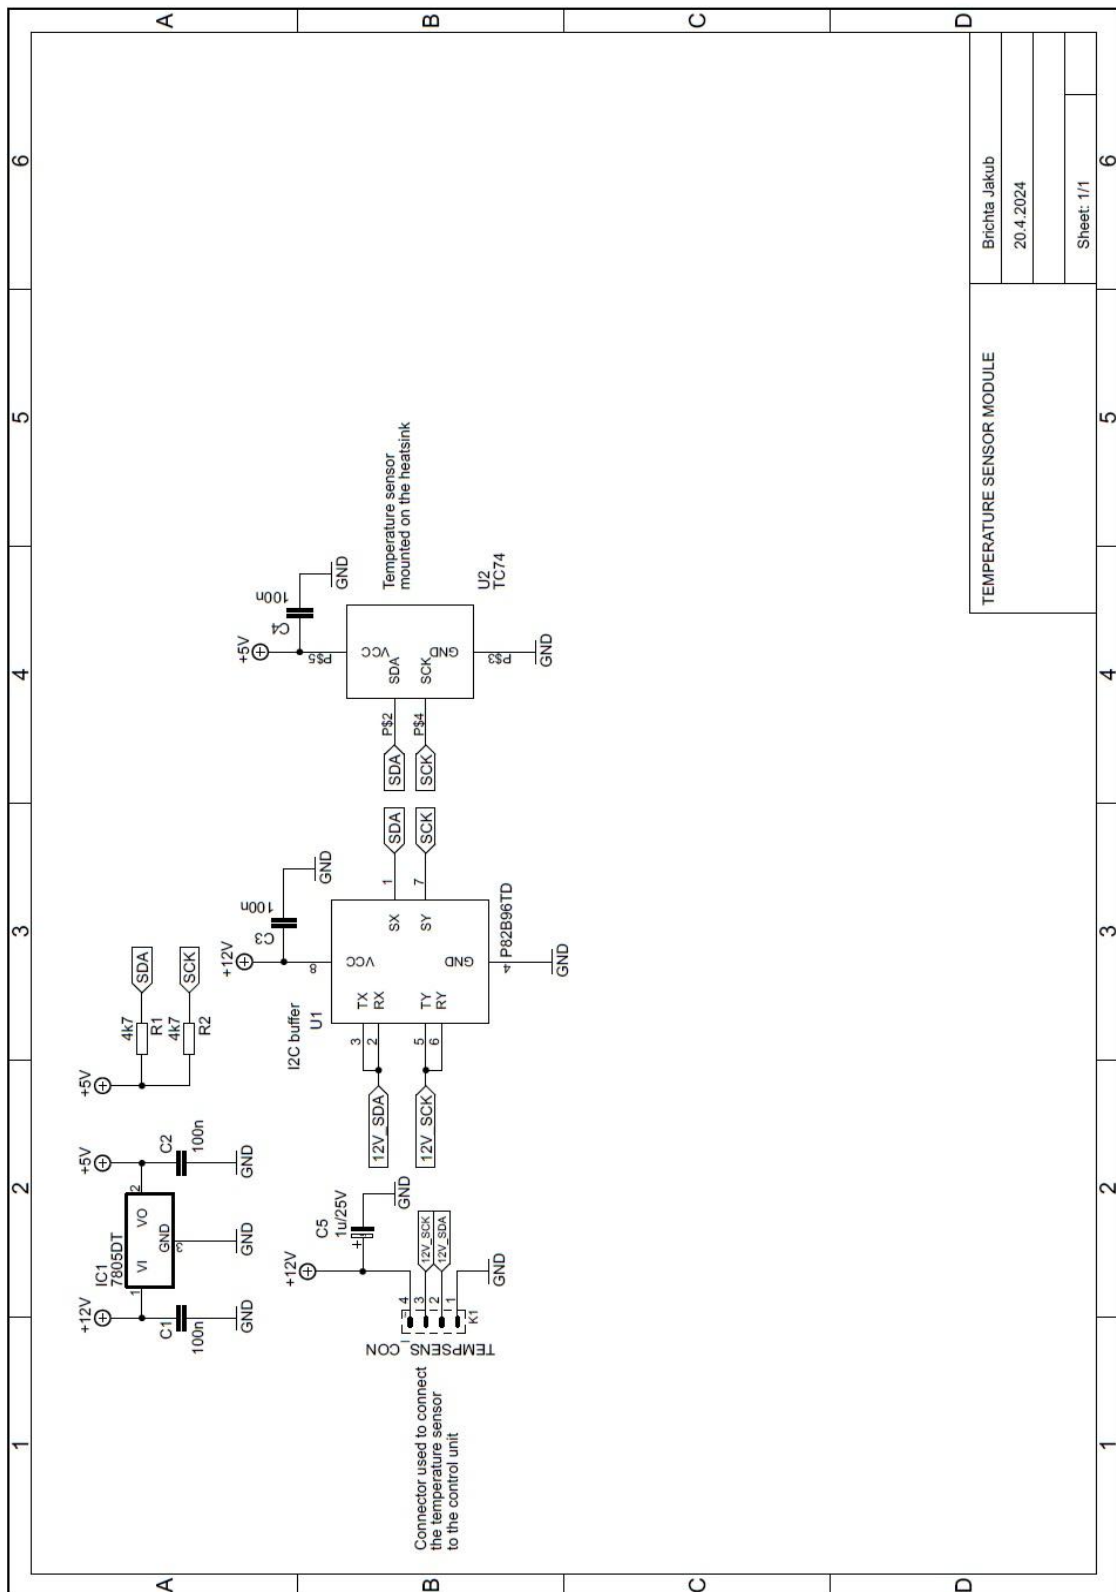 1
2
3
4
5
6
A
B
C
D
IC1
7805DT
+12V
1
VI
VO
2
+5V
GND
3
C1
100n
C2
100n
GND
GND
GND
+5V
4k7
R1
SDA
4k7
R2
SCK
+12V
C5
1u/25V
+
GND
TEMPSENS_CON
4
3
2
1
12V_SCK
12V_SDA
K1
GND
Connector used to connect
the temperature sensor
to the control unit
I2C buffer
U1
+12V
C3
100n
GND
8
VCC
12V_SDA
3
2
TX
RX
SX
1
SDA
12V_SCK
5
6
TY
RY
SY
7
SCK
GND
4
P82B96TD
GND
+5V
C4
100n
GND
P$5
VCC
SDA
P$2
SDA
SCK
P$4
SCK
GND
P$3
GND
Temperature sensor
mounted on the heatsink
U2
TC74
TEMPERATURE SENSOR MODULE
Brichta Jakub
20.4.2024
Sheet: 1/1
A
B
C
D
1
2
3
4
5
6